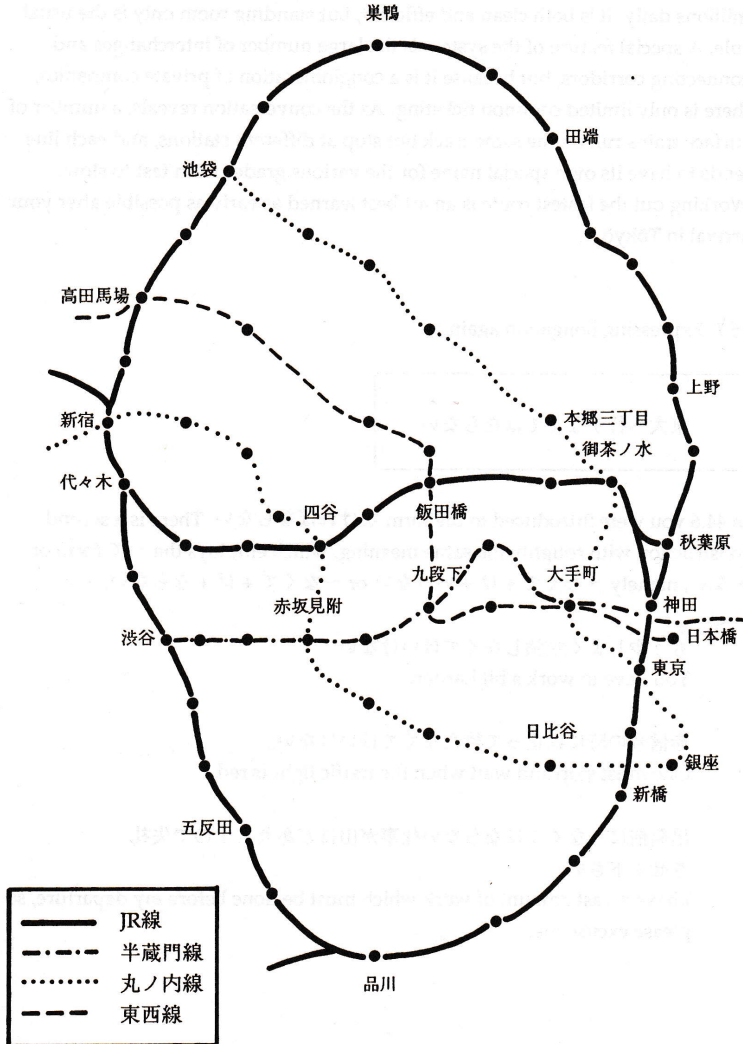 巣鴨
田端
池袋
高田馬場
上野
新宿
本郷三丁目
御茶ノ水
代々木
四谷
飯田橋
秋葉原
九段下
大手町
赤坂見附
神田
日本橋
渋谷
東京
日比谷
銀座
新橋
五反田
品川
JR線
半蔵門線
丸ノ内線
東西線